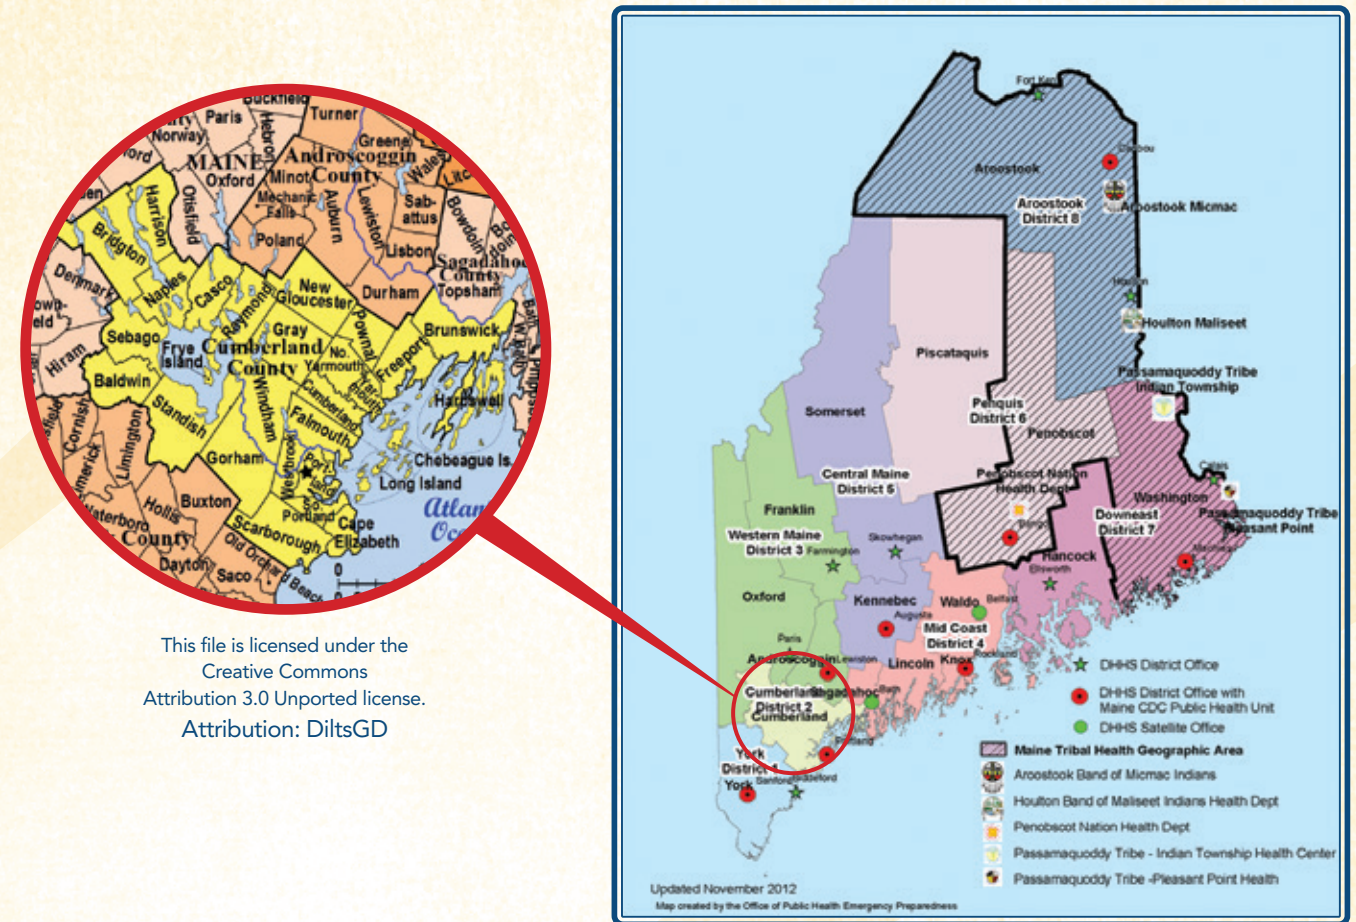 Buckfield
Paris
Norway
Hebron
Turner
Greene
MAINE
Oxford
Androscoggin
County
Minot
Wales
Mechanic
Falls
Auburn
Lewiston
Sab-
attus
Otisfield
Harrison
Bridgton
Poland
Lisbon
Bowdoin
Sagadahoc
County
Topsham
Denmark
Naples
Casco
Raymond
New
Gloucester
Durham
Pownal
Brunswick
Sebago
Frye
Island
Gray
Cumberland
County
No.
Yarmouth
Freeport
Yar-
mouth
Hiram
Baldwin
Standish
Windham
Cumberland
Falmouth
Harpswell
Cornish
Limington
Gorham
Westbrook
Port-
land
Chebeague Is.
Long Island
Hollis
Buxton
So.
Portland
Cape
Elizabeth
Scarborough
Atlan
Oce
County
Dayton
Saco
Old Orchard
Beach
0
0
This file is licensed under the
Creative Commons
Attribution 3.0 Unported license.
Attribution: DiltsGD
Fort Kent
Caribou
Aroostook
Aroostook
District 8
Aroostook Micmac
Houlton
Houlton Maliseet
Piscataquis
Passamaquoddy Tribe
Indian Township
Somerset
Penquis
District 6
Penobscot
Central Maine
District 5
Penobscot Nation
Health Dept
Calais
Washington
Passamaquoddy Tribe
Pleasant Point
Franklin
Bangor
Downeast
District 7
Western Maine
District 3
Farmington
Skowhegan
Hancock
Ellsworth
Machias
Oxford
Kennebec
Augusta
Waldo
Belfast
Mid Coast
District 4
Paris
Androscoggin
Lewiston
Lincoln
Knox
Rockland
Cumberland
District 2
Sagadahoc
Bath
Cumberland
Portland
York
District 1
York
Sanford
Biddeford
DHHS District Office
DHHS District Office with
Maine CDC Public Health Unit
DHHS Satellite Office
Maine Tribal Health Geographic Area
Aroostook Band of Micmac Indians
Houlton Band of Maliseet Indians Health Dept
Penobscot Nation Health Dept
Passamaquoddy Tribe - Indian Township Health Center
Passamaquoddy Tribe -Pleasant Point Health
Updated November 2012
Map created by the Office of Public Health Emergency Preparedness